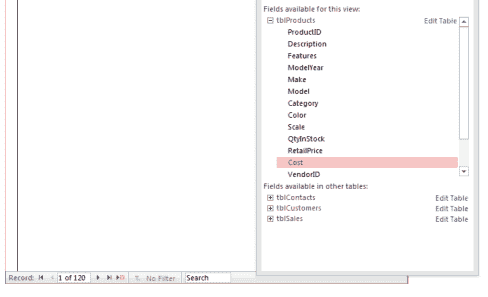 Fields available for this view:
tblProducts Edit Table
ProductID
Description
Features
ModelYear
Make
Model
Category
Color
Scale
QtyInStock
RetailPrice
Cost
VendorID
Fields available in other tables:
tblContacts Edit Table
tblCustomers Edit Table
tblSales Edit Table
Record: 1 of 120 No Filter Search